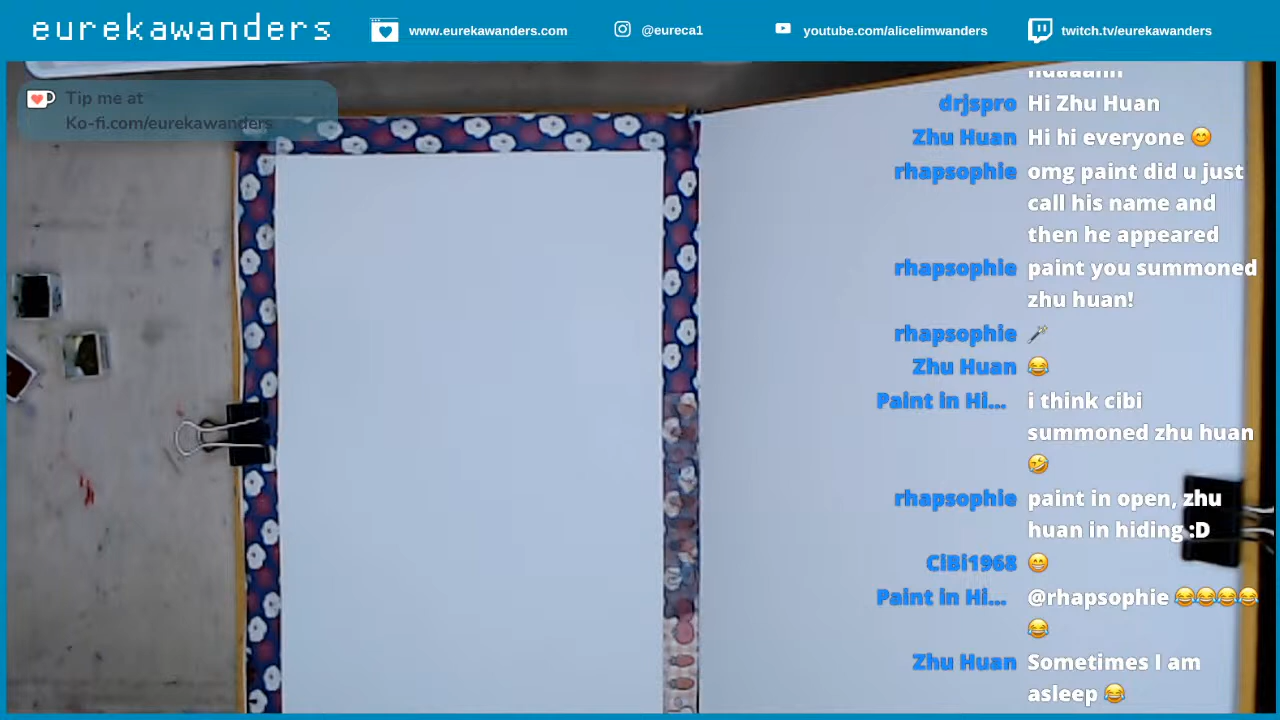 eurekawanders
www.eurekawanders.com
@eureca1
youtube.com/alicelimwanders
twitch.tv/eurekawanders
Tip me at
Ko-fi.com/eurekawanders
drjspro Hi Zhu Huan
Zhu Huan Hi hi everyone 😊
rhapsophie omg paint did u just
call his name and
then he appeared
rhapsophie paint you summoned
zhu huan!
rhapsophie 🪄
Zhu Huan 😂
Paint in Hi... i think cibi
summoned zhu huan
🤣
rhapsophie paint in open, zhu
huan in hiding :D
CiBi1968 😁
Paint in Hi... @rhapsophie 😂😂😂😂
😂
Zhu Huan Sometimes I am
asleep 😂